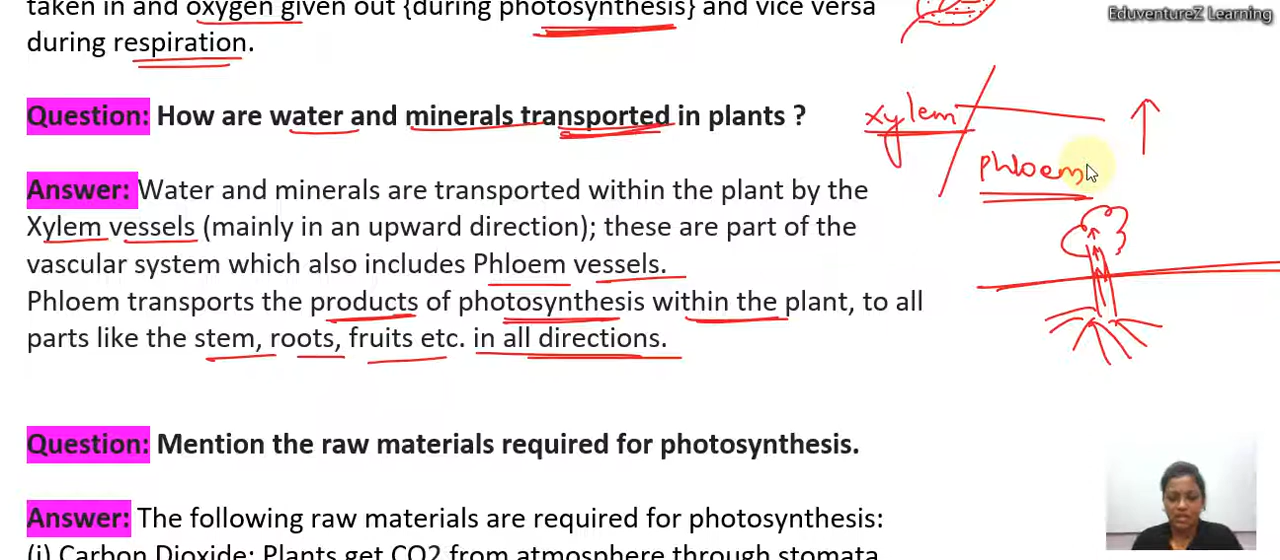 taken in and oxygen given out {during photosynthesis} and vice versa
EduventureZ Learning
during respiration.
Question: How are water and minerals transported in plants ?
xylem
phloem
Answer: Water and minerals are transported within the plant by the
Xylem vessels (mainly in an upward direction); these are part of the
vascular system which also includes Phloem vessels.
Phloem transports the products of photosynthesis within the plant, to all
parts like the stem, roots, fruits etc. in all directions.
Question: Mention the raw materials required for photosynthesis.
Answer: The following raw materials are required for photosynthesis:
(i) Carbon Dioxide: Plants get CO2 from atmosphere through stomata